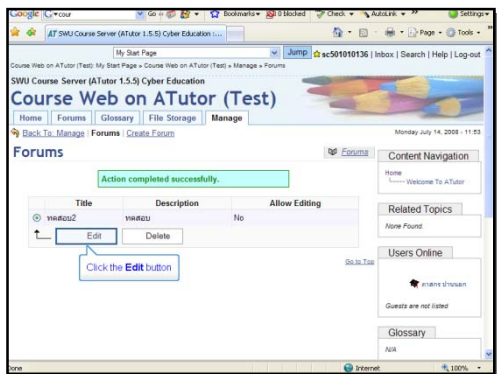 Google G cour Go Bookmarks 0 blocked Check AutoLink Settings
AT SWU Course Server (ATutor 1.5.5) Cyber Education :... Page Tools
My Start Page Jump sc501010136 | Inbox | Search | Help | Log-out
Course Web on ATutor (Test): My Start Page » Course Web on ATutor (Test) » Manage » Forums
SWU Course Server (ATutor 1.5.5) Cyber Education
Course Web on ATutor (Test)
Home Forums Glossary File Storage Manage
Back To: Manage | Forums | Create Forum Monday July 14, 2008 - 11:53
Forums Forums
Content Navigation
Home
Welcome To ATutor
Action completed successfully.
Title Description Allow Editing
ทดสอบ2 ทดสอบ No
Edit Delete
Click the Edit button
Go to Top
Related Topics
None Found.
Users Online
Guests are not listed
Glossary
N/A
Done Internet 100%